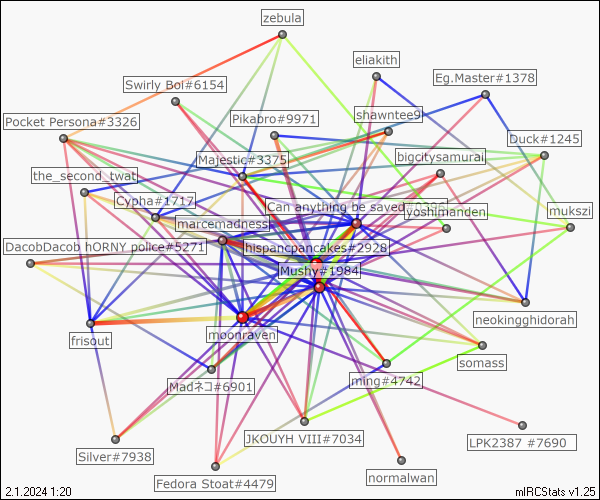 zebula
eliakith
Swirly Boi#6154
Eg.Master#1378
Pocket Persona#3326
Pikabro#9971
shawntee9
Duck#1245
Majestic#3375
bigcitysamurai
the_second_twat
Cypha#1717
Can anything be saved#
yoshimanden
mukszi
marcemadness
DacobDacob hORNY police#5271
hispancpancakes#2928
Mushy#1984
neokingghidorah
frisout
moonraven
somass
Madネコ#6901
ming#4742
JKOUYH VIII#7034
LPK2387 #7690
Silver#7938
Fedora Stoat#4479
normalwan
2.1.2024 1:20
mIRCStats v1.25